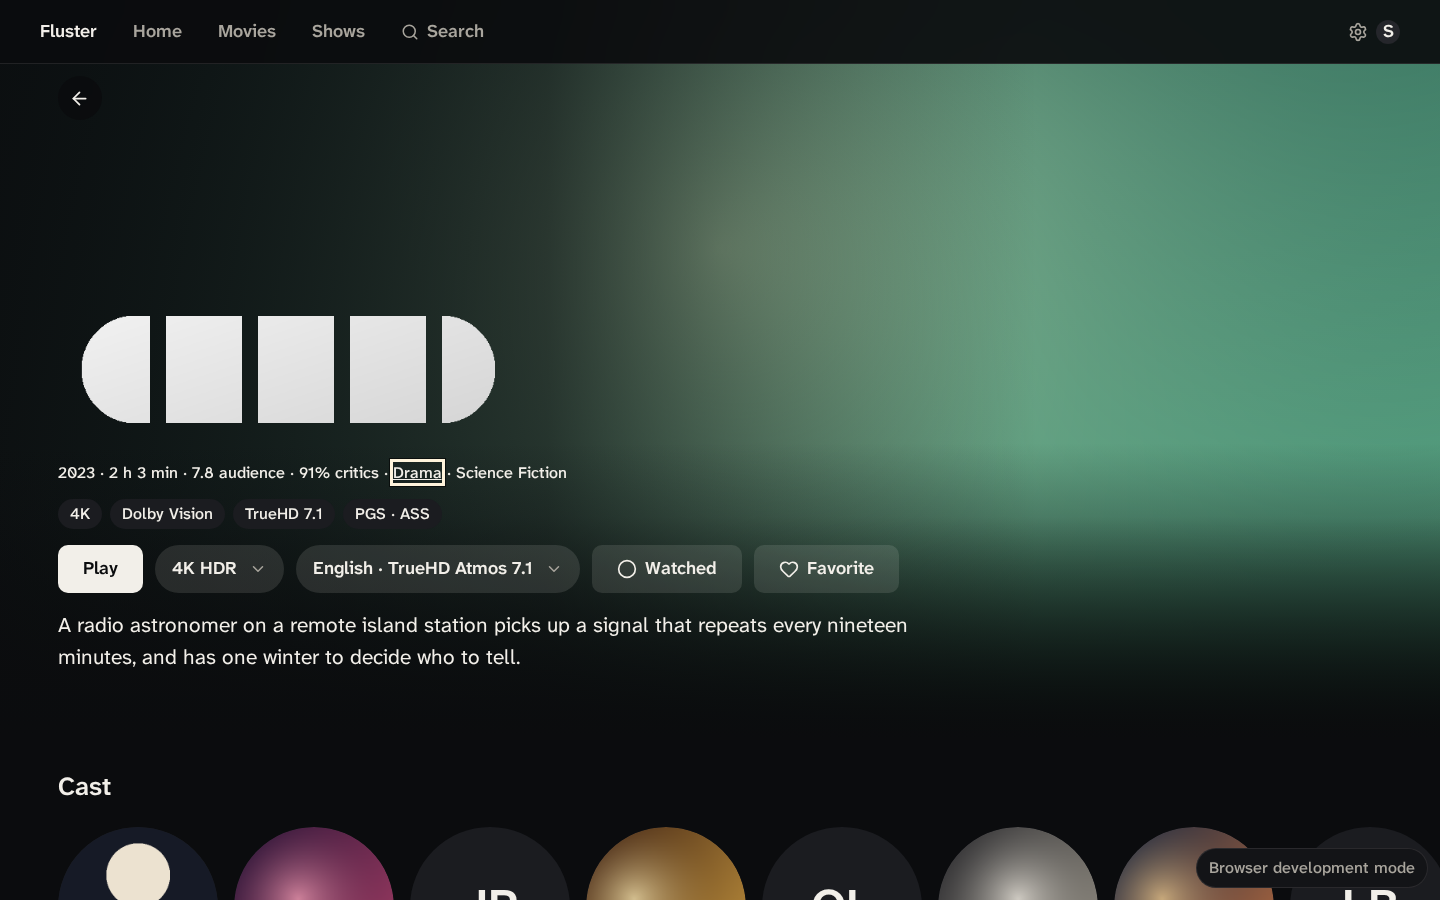 Fluster Home Movies Shows Search S
2023 · 2 h 3 min · 7.8 audience · 91% critics · Drama · Science Fiction
4K Dolby Vision TrueHD 7.1 PGS · ASS
Play 4K HDR English · TrueHD Atmos 7.1 Watched Favorite
A radio astronomer on a remote island station picks up a signal that repeats every nineteen
minutes, and has one winter to decide who to tell.
Cast
Browser development mode